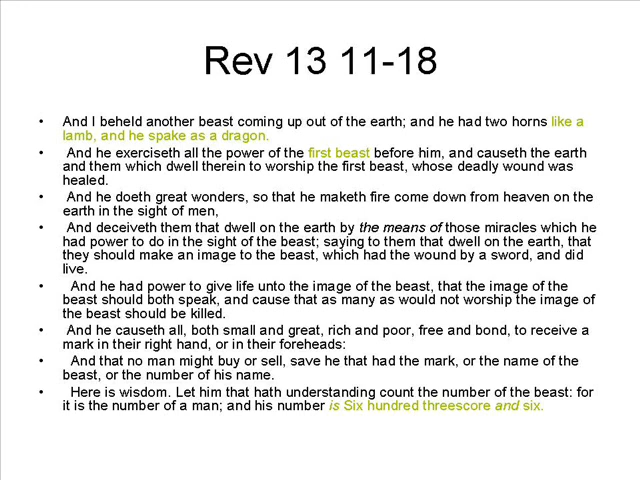 Rev 13 11-18
• And I beheld another beast coming up out of the earth; and he had two horns like a
lamb, and he spake as a dragon.
• And he exerciseth all the power of the first beast before him, and causeth the earth
and them which dwell therein to worship the first beast, whose deadly wound was
healed.
• And he doeth great wonders, so that he maketh fire come down from heaven on the
earth in the sight of men,
• And deceiveth them that dwell on the earth by the means of those miracles which he
had power to do in the sight of the beast; saying to them that dwell on the earth, that
they should make an image to the beast, which had the wound by a sword, and did
live.
• And he had power to give life unto the image of the beast, that the image of the
beast should both speak, and cause that as many as would not worship the image of
the beast should be killed.
• And he causeth all, both small and great, rich and poor, free and bond, to receive a
mark in their right hand, or in their foreheads:
• And that no man might buy or sell, save he that had the mark, or the name of the
beast, or the number of his name.
• Here is wisdom. Let him that hath understanding count the number of the beast: for
it is the number of a man; and his number is Six hundred threescore and six.